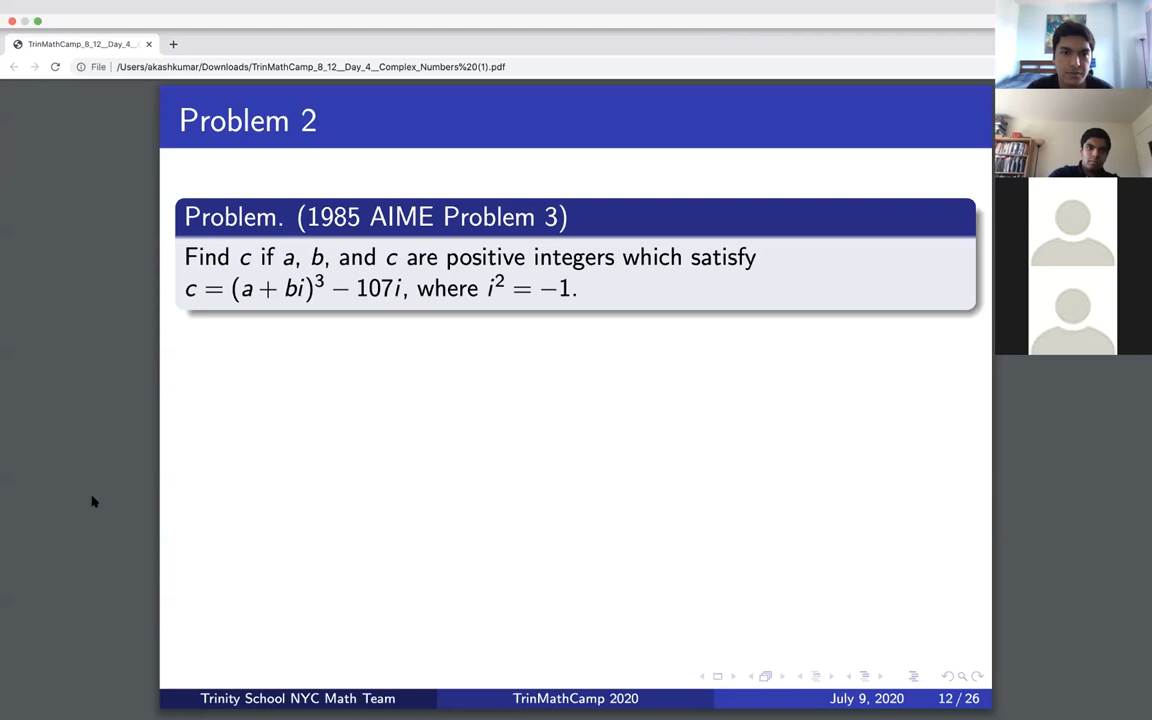 TrinMathCamp_8_12__Day_4_
File
/Users/akashkumar/Downloads/TrinMathCamp_8_12__Day_4__Complex_Numbers%20(1).pdf
Problem 2
Problem. (1985 AIME Problem 3)
Find c if a, b, and c are positive integers which satisfy
c = (a + bi)³ − 107i, where i² = −1.
Trinity School NYC Math Team
TrinMathCamp 2020
July 9, 2020
12 / 26